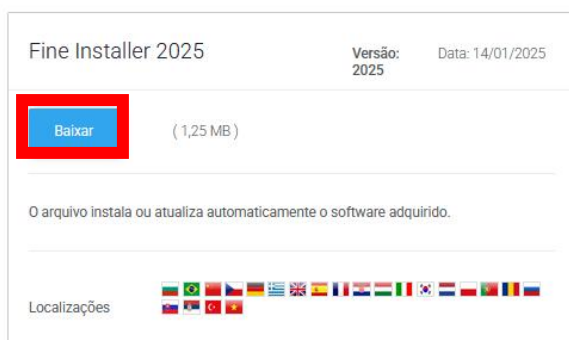 Fine Installer 2025
Versão:
2025
Data: 14/01/2025
Baixar
( 1,25 MB )
O arquivo instala ou atualiza automaticamente o software adquirido.
Localizações